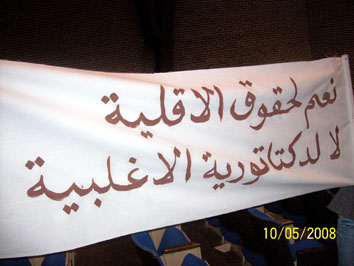 نعم لحقوق الاقلية
لا لدكتاتورية الاغلبية
10/05/2008